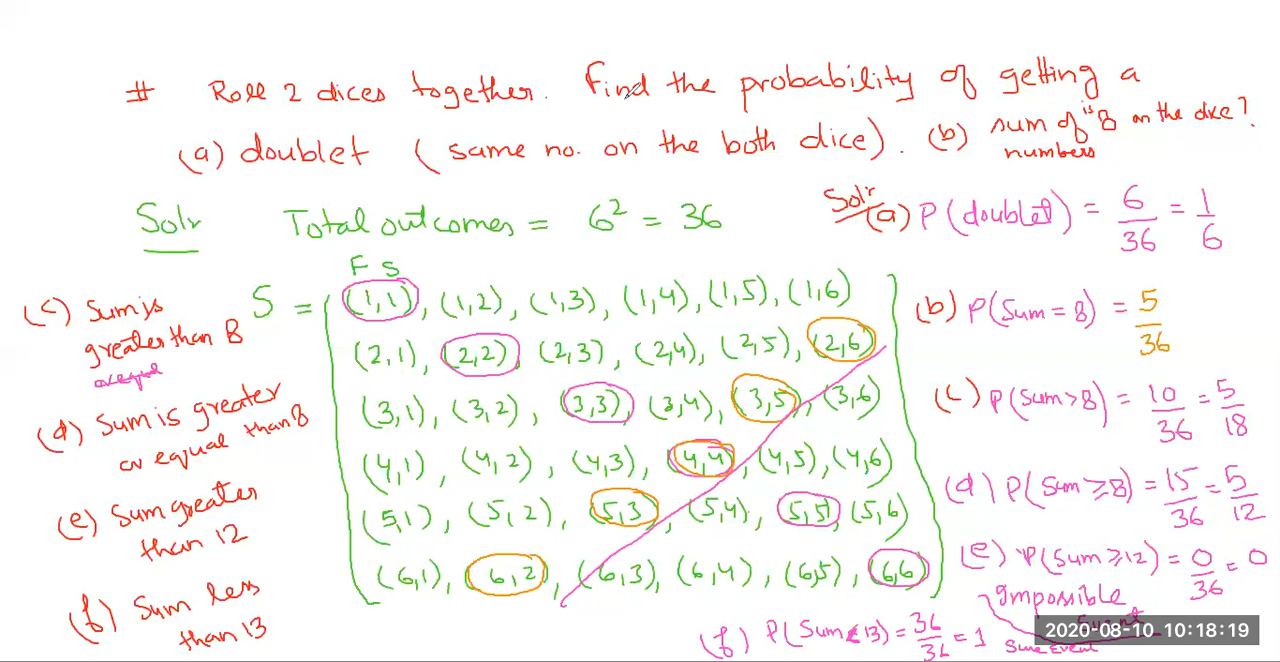 # Roll 2 dices together. Find the probability of getting a
(a) doublet ( same no. on the both dice). (b) sum of numbers is 8 on the dice?
Solr Total outcomes = 6² = 36
F S
S = { (1,1), (1,2), (1,3), (1,4), (1,5), (1,6)
(2,1), (2,2), (2,3), (2,4), (2,5), (2,6)
(3,1), (3,2), (3,3), (3,4), (3,5), (3,6)
(4,1), (4,2), (4,3), (4,4), (4,5), (4,6)
(5,1), (5,2), (5,3), (5,4), (5,5), (5,6)
(6,1), (6,2), (6,3), (6,4), (6,5), (6,6) }
(c) Sum is
greater than 8
or equal
(d) Sum is greater
or equal than 8
(e) Sum greater
than 12
(f) Sum less
than 13
Solr
(a) P(doublet) = 6/36 = 1/6
(b) P(Sum = 8) = 5/36
(c) P(Sum > 8) = 10/36 = 5/18
(d) P(Sum ≥ 8) = 15/36 = 5/12
(e) P(Sum ≥ 12) = 0/36 = 0
Impossible
Event
(f) P(Sum < 13) = 36/36 = 1 Sure Event
2020-08-10 10:18:19